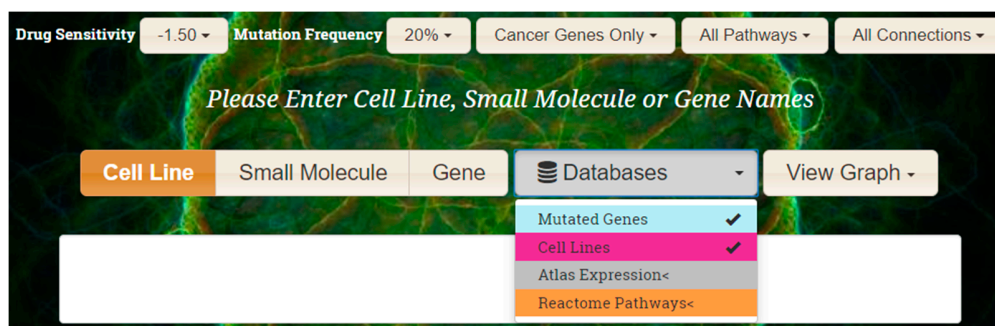 Drug Sensitivity -1.50 Mutation Frequency 20% Cancer Genes Only All Pathways All Connections
Please Enter Cell Line, Small Molecule or Gene Names
Cell Line Small Molecule Gene Databases View Graph
Mutated Genes
Cell Lines
Atlas Expression<
Reactome Pathways<